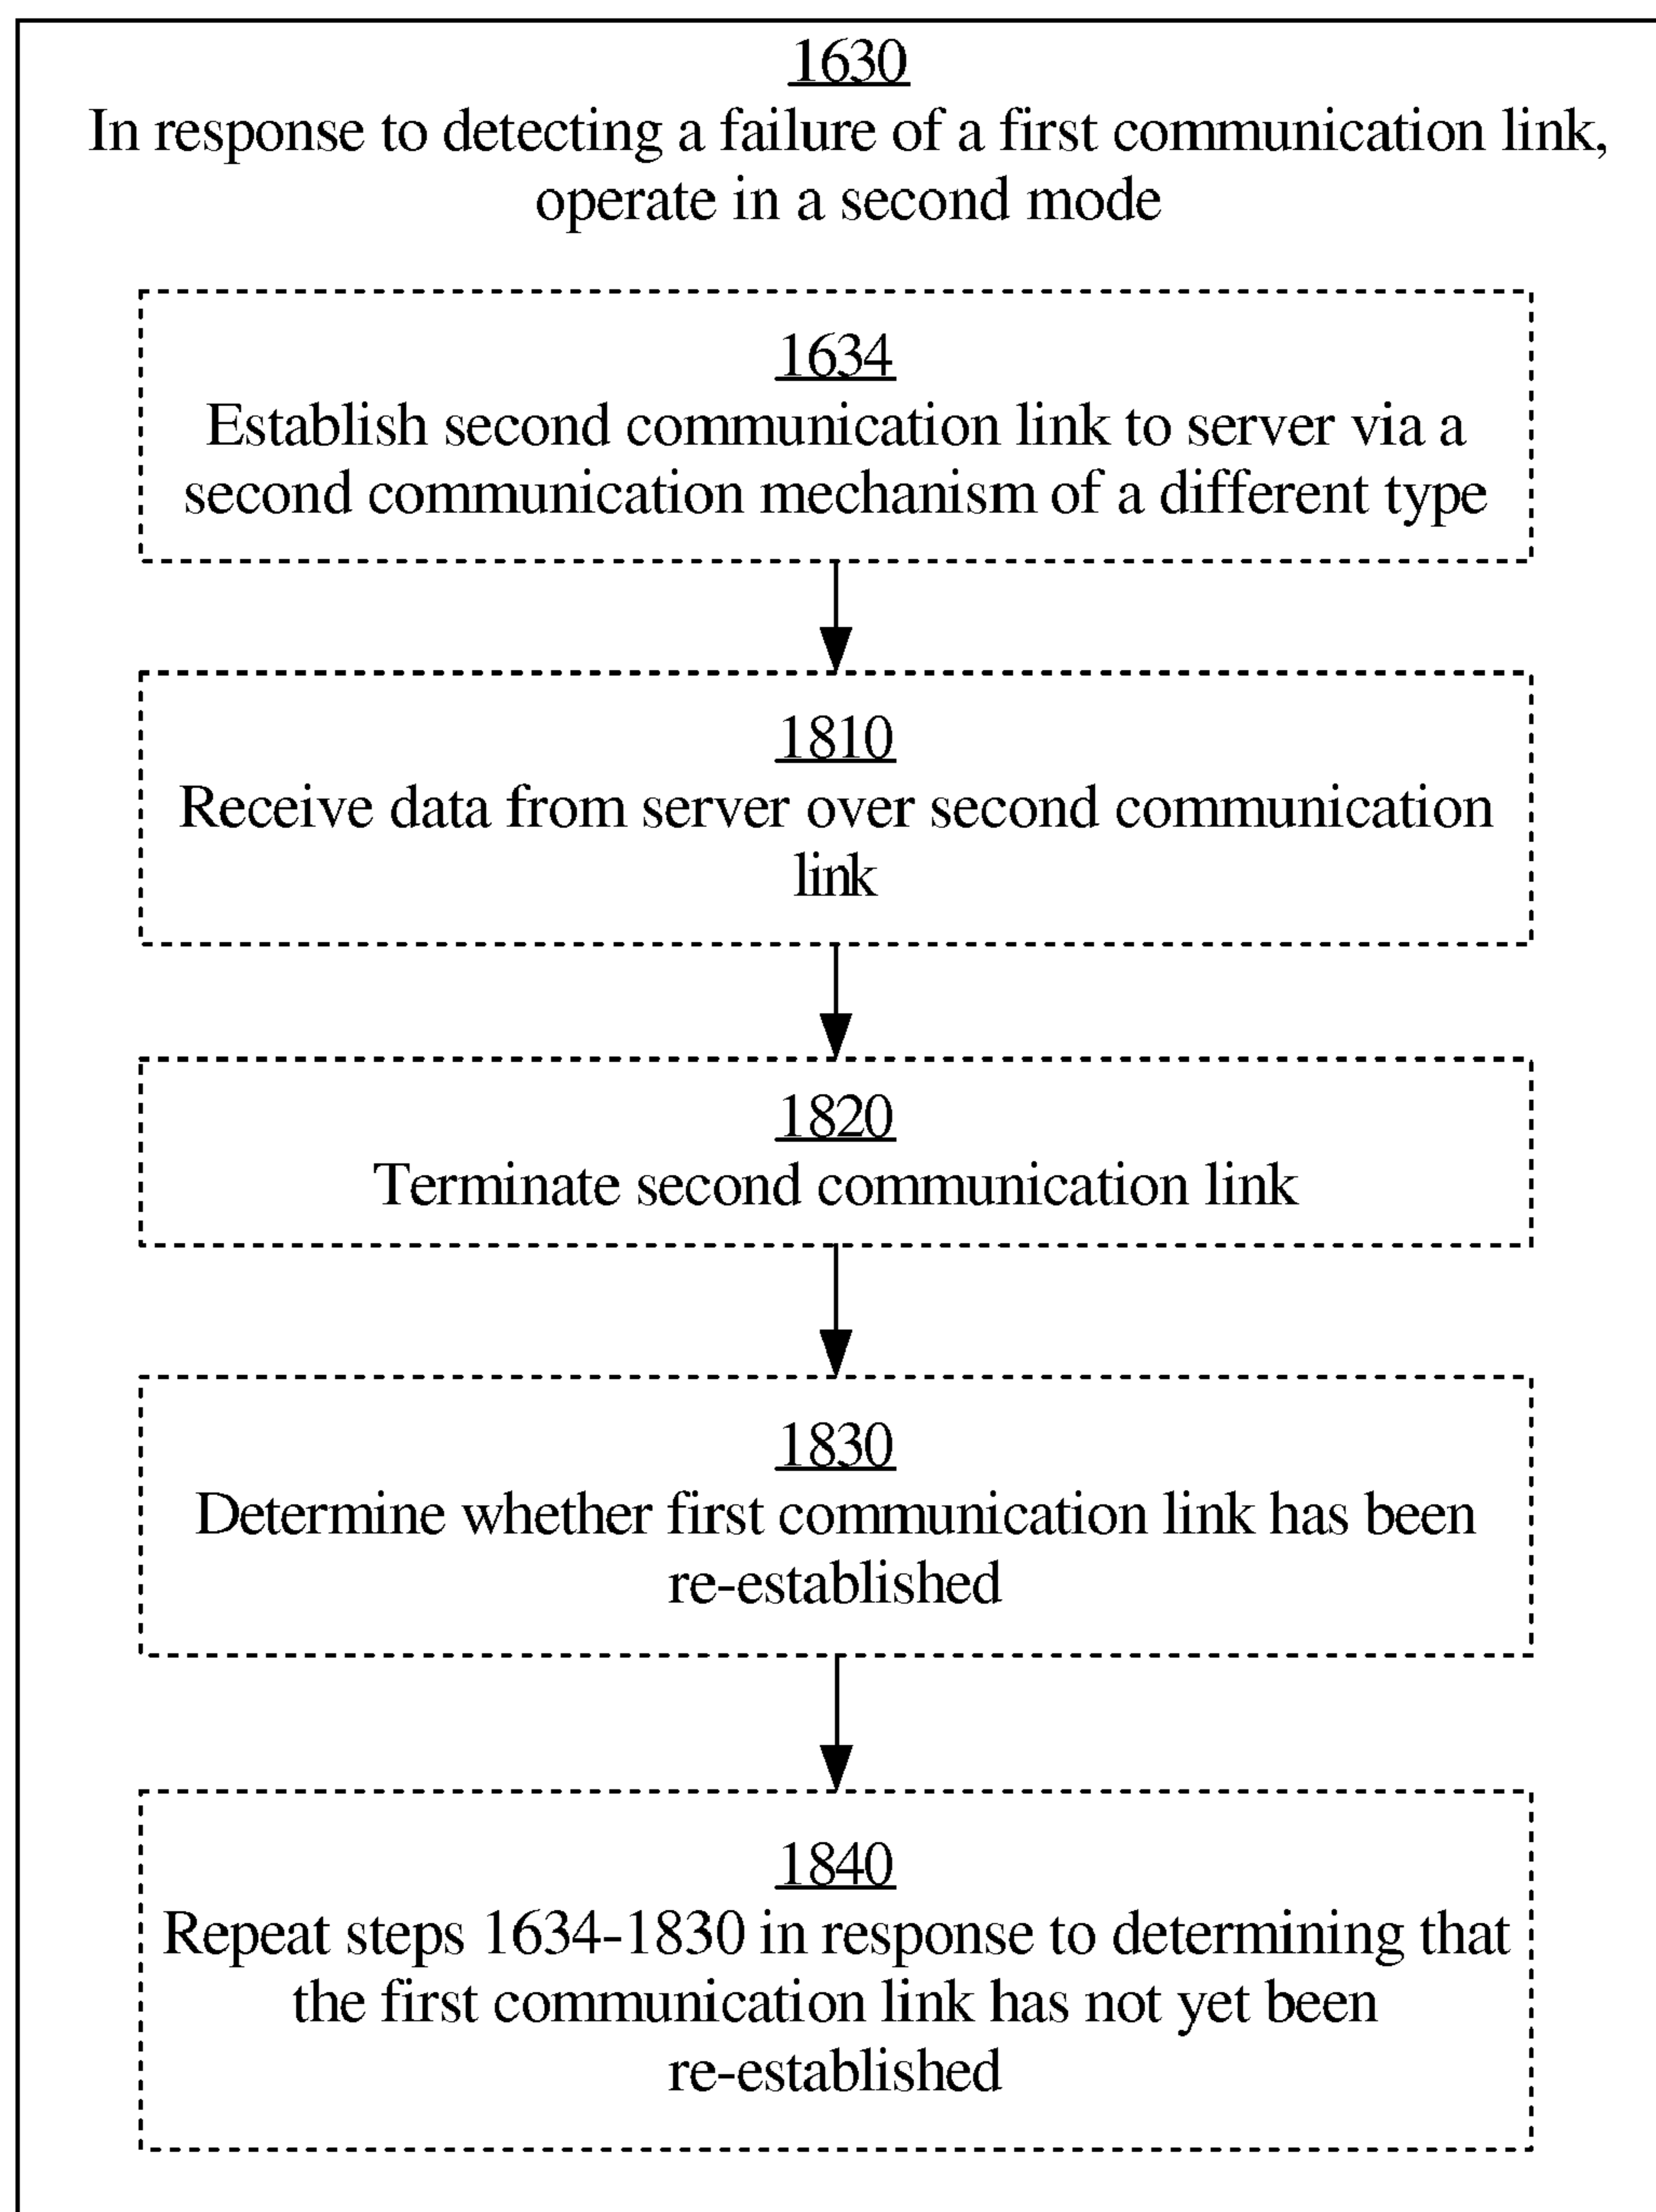 1630
In response to detecting a failure of a first communication link,
operate in a second mode
1634
Establish second communication link to server via a
second communication mechanism of a different type
1810
Receive data from server over second communication
link
1820
Terminate second communication link
1830
Determine whether first communication link has been
re-established
1840
Repeat steps 1634-1830 in response to determining that
the first communication link has not yet been
re-established